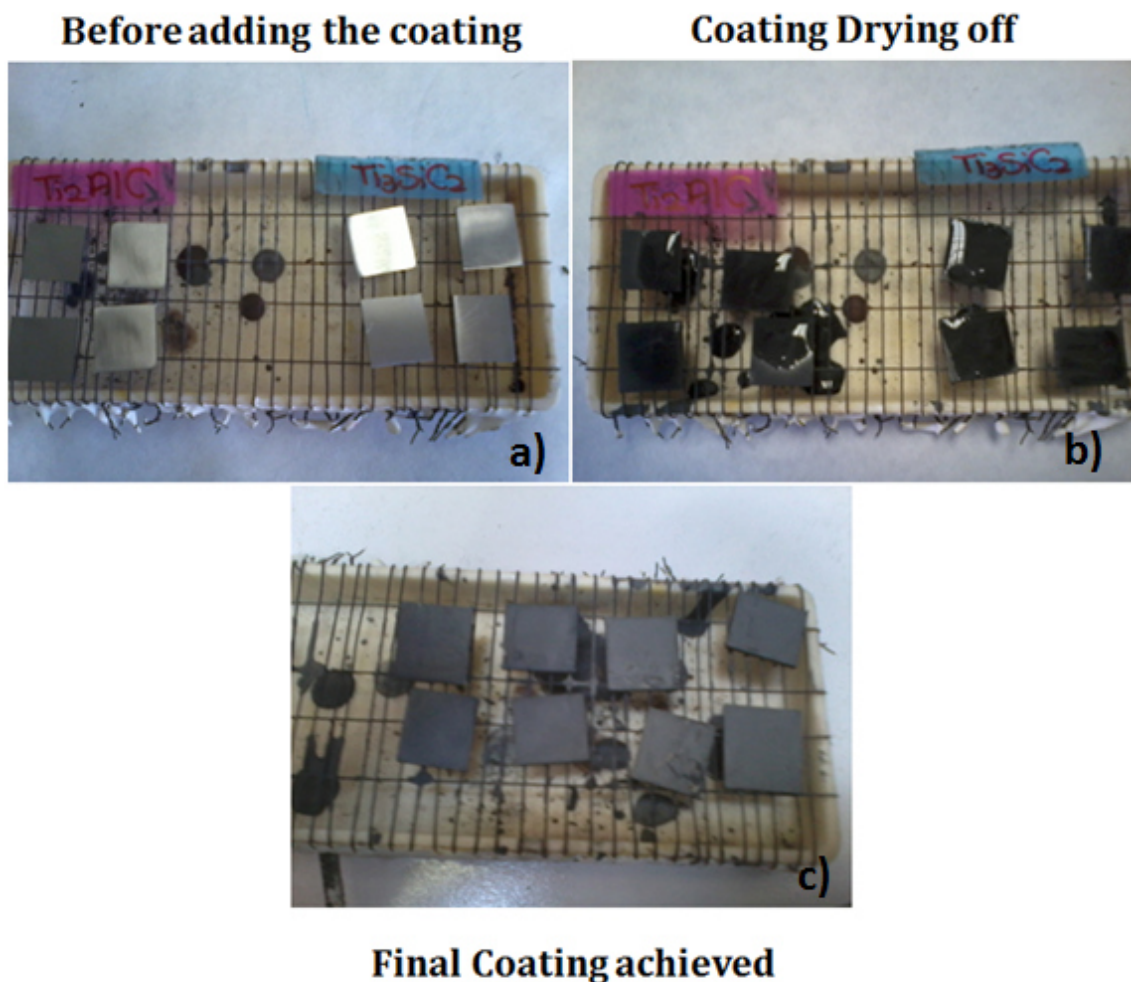 Before adding the coating
Coating Drying off
Ti2AlC
Ti3SiC2
a)
Ti2AlC
Ti3SiC2
b)
c)
Final Coating achieved